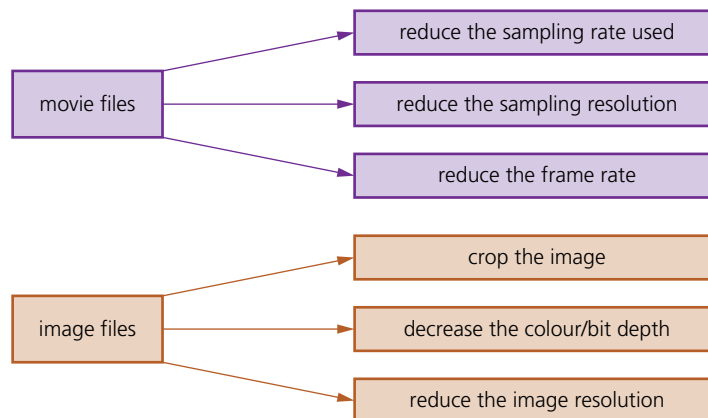 movie files
reduce the sampling rate used
reduce the sampling resolution
reduce the frame rate
image files
crop the image
decrease the colour/bit depth
reduce the image resolution